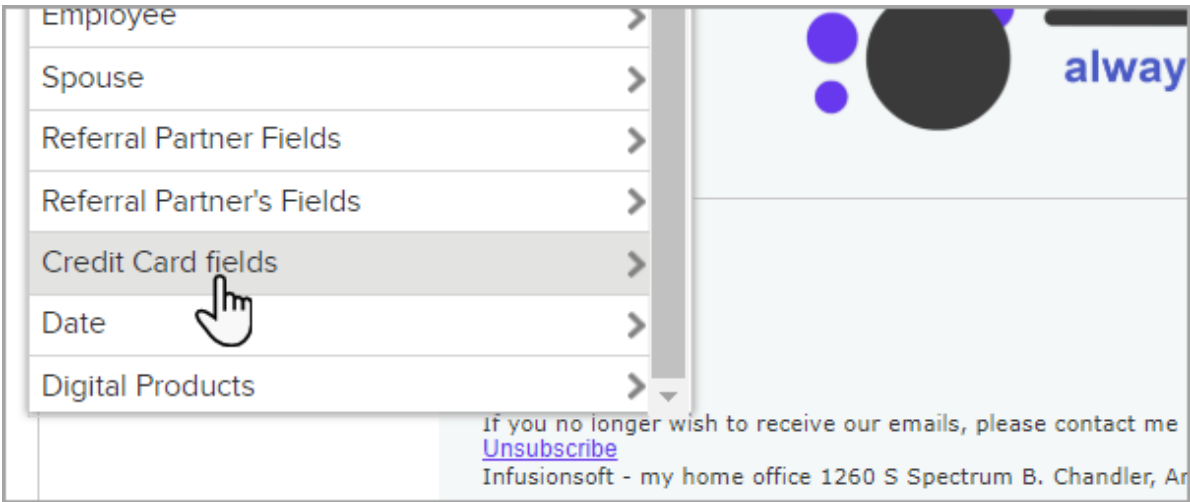 Employee
Spouse
Referral Partner Fields
Referral Partner's Fields
Credit Card fields
Date
Digital Products
alway
If you no longer wish to receive our emails, please contact me
Unsubscribe
Infusionsoft - my home office 1260 S Spectrum B. Chandler, Ar